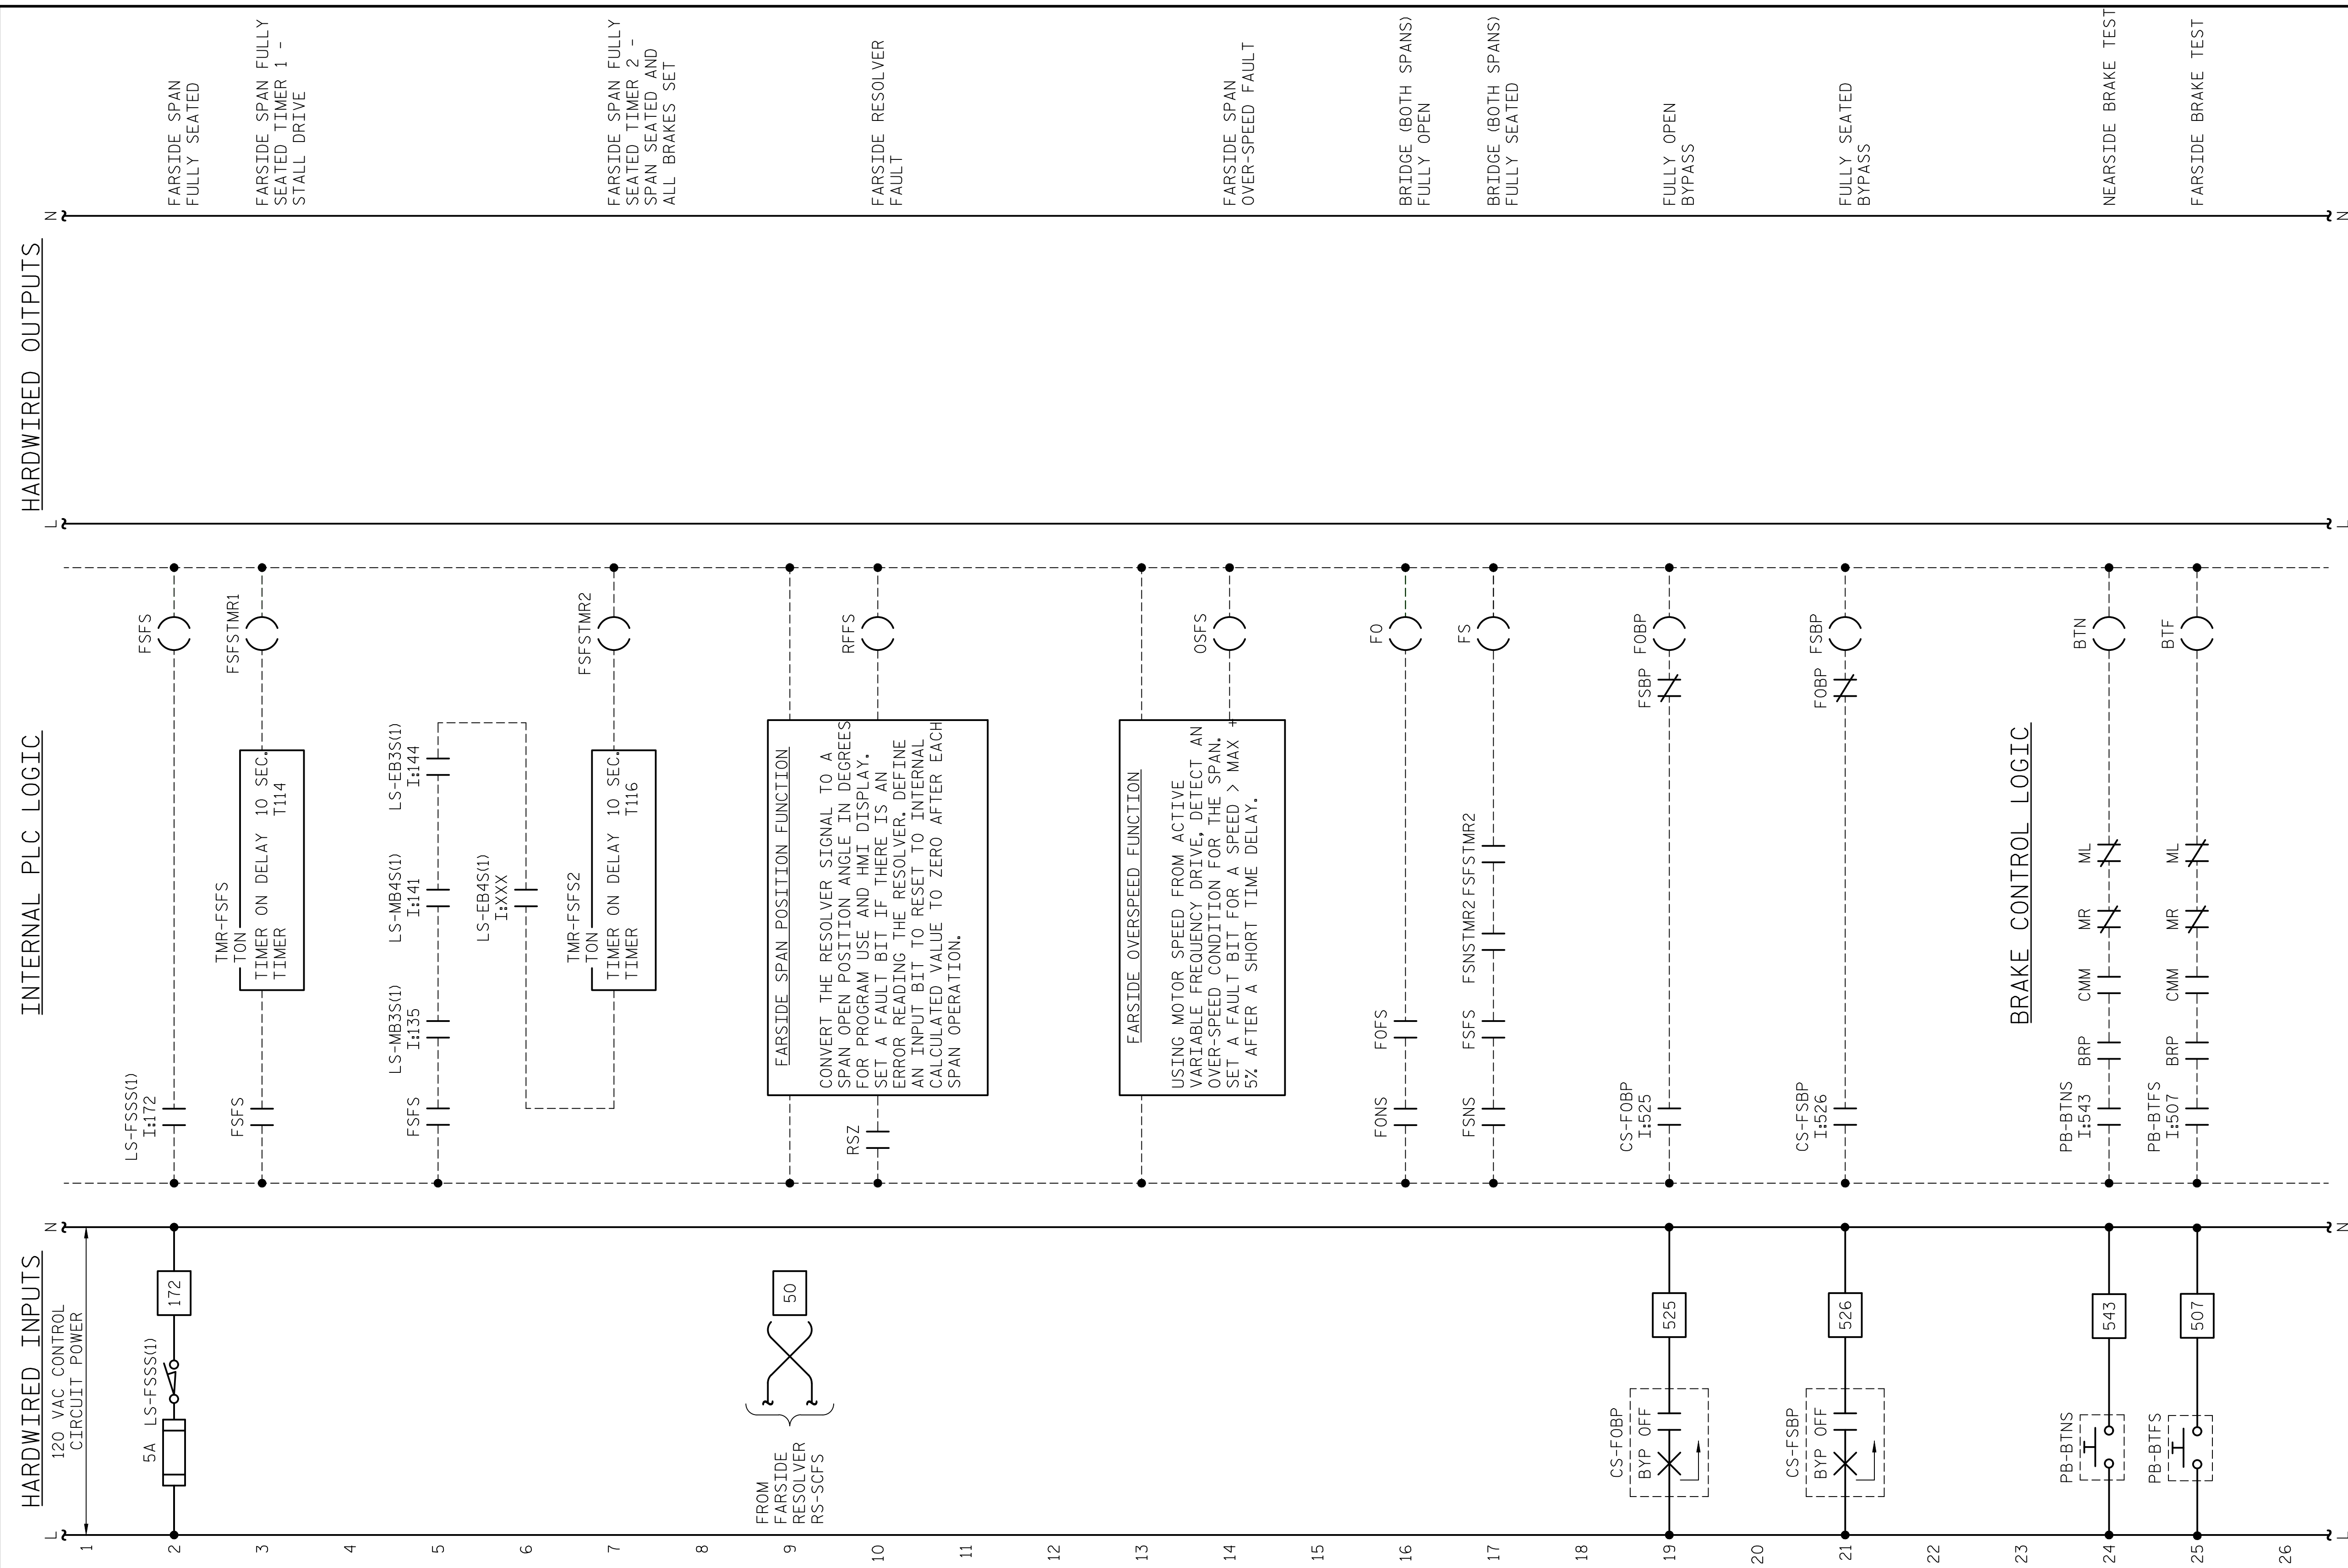 HARDWIRED INPUTS
INTERNAL PLC LOGIC
HARDWIRED OUTPUTS
L
N
L
N
120 VAC CONTROL
CIRCUIT POWER
1
2
5A
LS-FSSS(1)
172
LS-FSSS(1)
I:172
FSFS
FARSIDE SPAN
FULLY SEATED
3
FSFS
TMR-FSFS
TON
TIMER ON DELAY 10 SEC.
TIMER T114
FSFSTMR1
FARSIDE SPAN FULLY
SEATED TIMER 1 -
STALL DRIVE
4
5
FSFS
LS-MB3S(1)
I:135
LS-MB4S(1)
I:141
LS-EB3S(1)
I:144
6
LS-EB4S(1)
I:XXX
7
TMR-FSFS2
TON
TIMER ON DELAY 10 SEC.
TIMER T116
FSFSTMR2
FARSIDE SPAN FULLY
SEATED TIMER 2 -
SPAN SEATED AND
ALL BRAKES SET
8
9
FROM
FARSIDE
RESOLVER
RS-SCFS
50
FARSIDE SPAN POSITION FUNCTION
CONVERT THE RESOLVER SIGNAL TO A
SPAN OPEN POSITION ANGLE IN DEGREES
FOR PROGRAM USE AND HMI DISPLAY.
SET A FAULT BIT IF THERE IS AN
ERROR READING THE RESOLVER. DEFINE
AN INPUT BIT TO RESET TO INTERNAL
CALCULATED VALUE TO ZERO AFTER EACH
SPAN OPERATION.
10
RSZ
RFFS
FARSIDE RESOLVER
FAULT
11
12
13
FARSIDE OVERSPEED FUNCTION
USING MOTOR SPEED FROM ACTIVE
VARIABLE FREQUENCY DRIVE, DETECT AN
OVER-SPEED CONDITION FOR THE SPAN.
SET A FAULT BIT FOR A SPEED > MAX +
5% AFTER A SHORT TIME DELAY.
14
OSFS
FARSIDE SPAN
OVER-SPEED FAULT
15
16
FONS
FOFS
FO
BRIDGE (BOTH SPANS)
FULLY OPEN
17
FSNS
FSFS
FSNSTMR2
FSFSTMR2
FS
BRIDGE (BOTH SPANS)
FULLY SEATED
18
19
CS-FOBP
BYP OFF
525
CS-FOBP
I:525
FSBP
FOBP
FULLY OPEN
BYPASS
20
21
CS-FSBP
BYP OFF
526
CS-FSBP
I:526
FOBP
FSBP
FULLY SEATED
BYPASS
22
23
BRAKE CONTROL LOGIC
24
PB-BTNS
543
PB-BTNS
I:543
BRP
CMM
MR
ML
BTN
NEARSIDE BRAKE TEST
25
PB-BTFS
507
PB-BTFS
I:507
BRP
CMM
MR
ML
BTF
FARSIDE BRAKE TEST
26
L
N
L
N